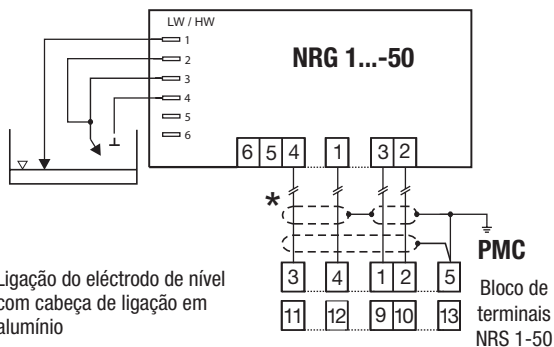 LW / HW
1
2
3
4
5
6
NRG 1...-50
6 5 4 1 3 2
*
PMC
3 4 1 2 5
11 12 9 10 13
Ligação do eléctrodo de nível
com cabeça de ligação em
alumínio
Bloco de
terminais
NRS 1-50